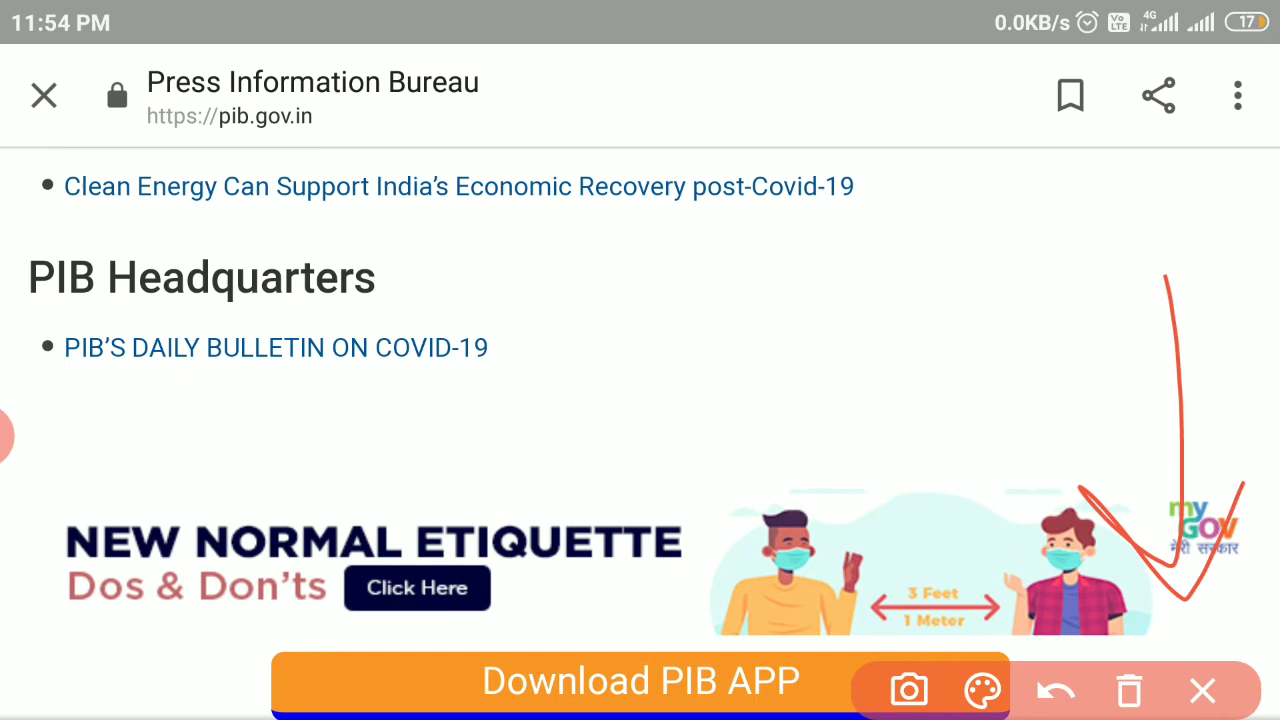 11:54 PM
0.0KB/s Vo LTE 4G 17
Press Information Bureau
https://pib.gov.in
Clean Energy Can Support India’s Economic Recovery post-Covid-19
PIB Headquarters
PIB’S DAILY BULLETIN ON COVID-19
NEW NORMAL ETIQUETTE
Dos & Don’ts Click Here
3 Feet
1 Meter
my
GOV
मेरी सरकार
Download PIB APP